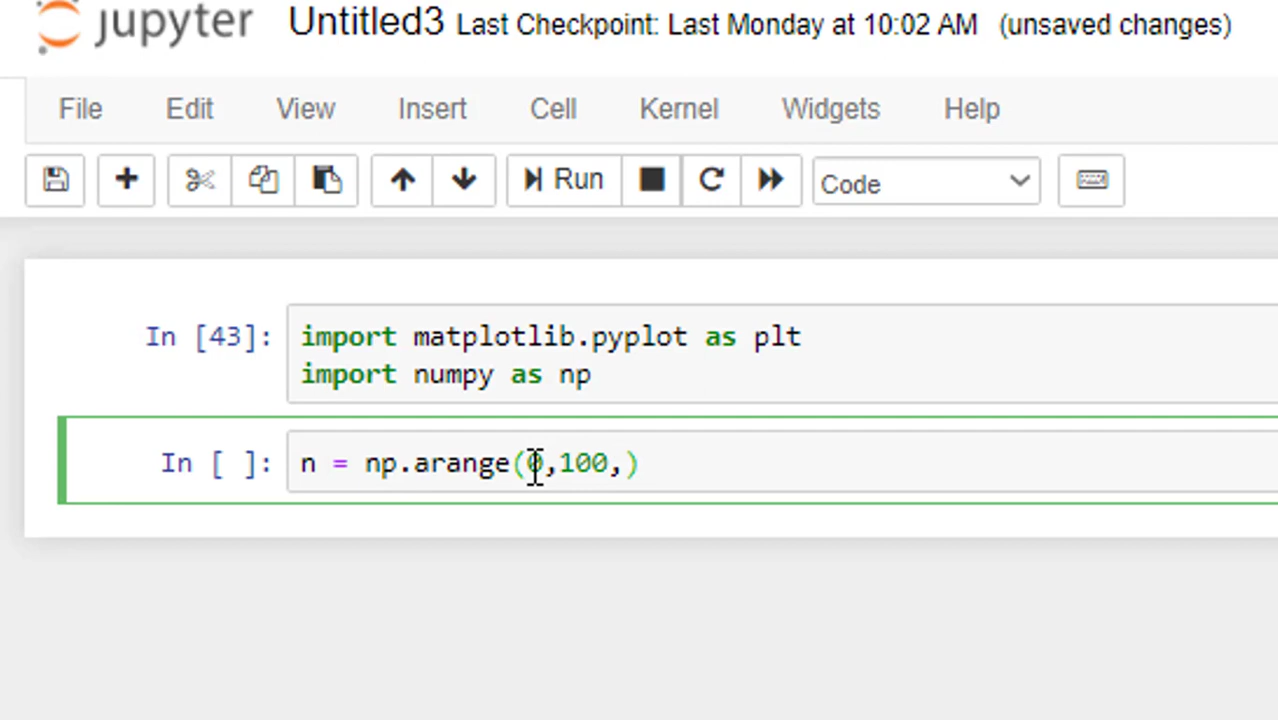 jupyter Untitled3 Last Checkpoint: Last Monday at 10:02 AM (unsaved changes)
File Edit View Insert Cell Kernel Widgets Help
Run Code
In [43]: import matplotlib.pyplot as plt
import numpy as np
In [ ]: n = np.arange(0,100,)